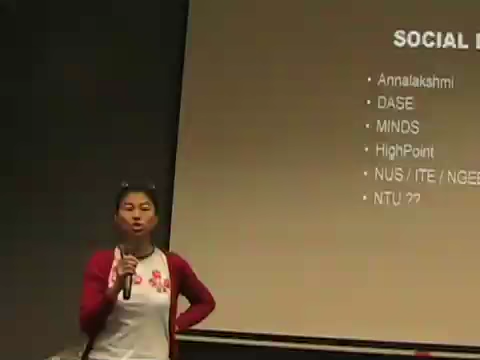 SOCIAL
• Annalakshmi
• DASE
• MINDS
• HighPoint
• NUS / ITE / NGEE
• NTU ??